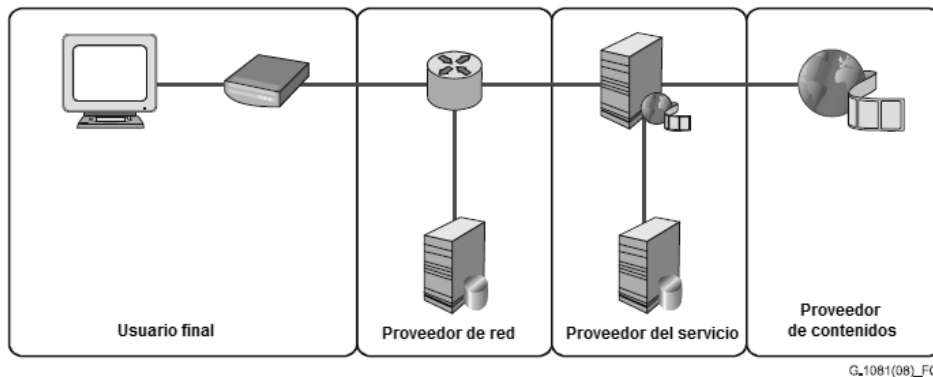 Usuario final
Proveedor de red
Proveedor del servicio
Proveedor
de contenidos